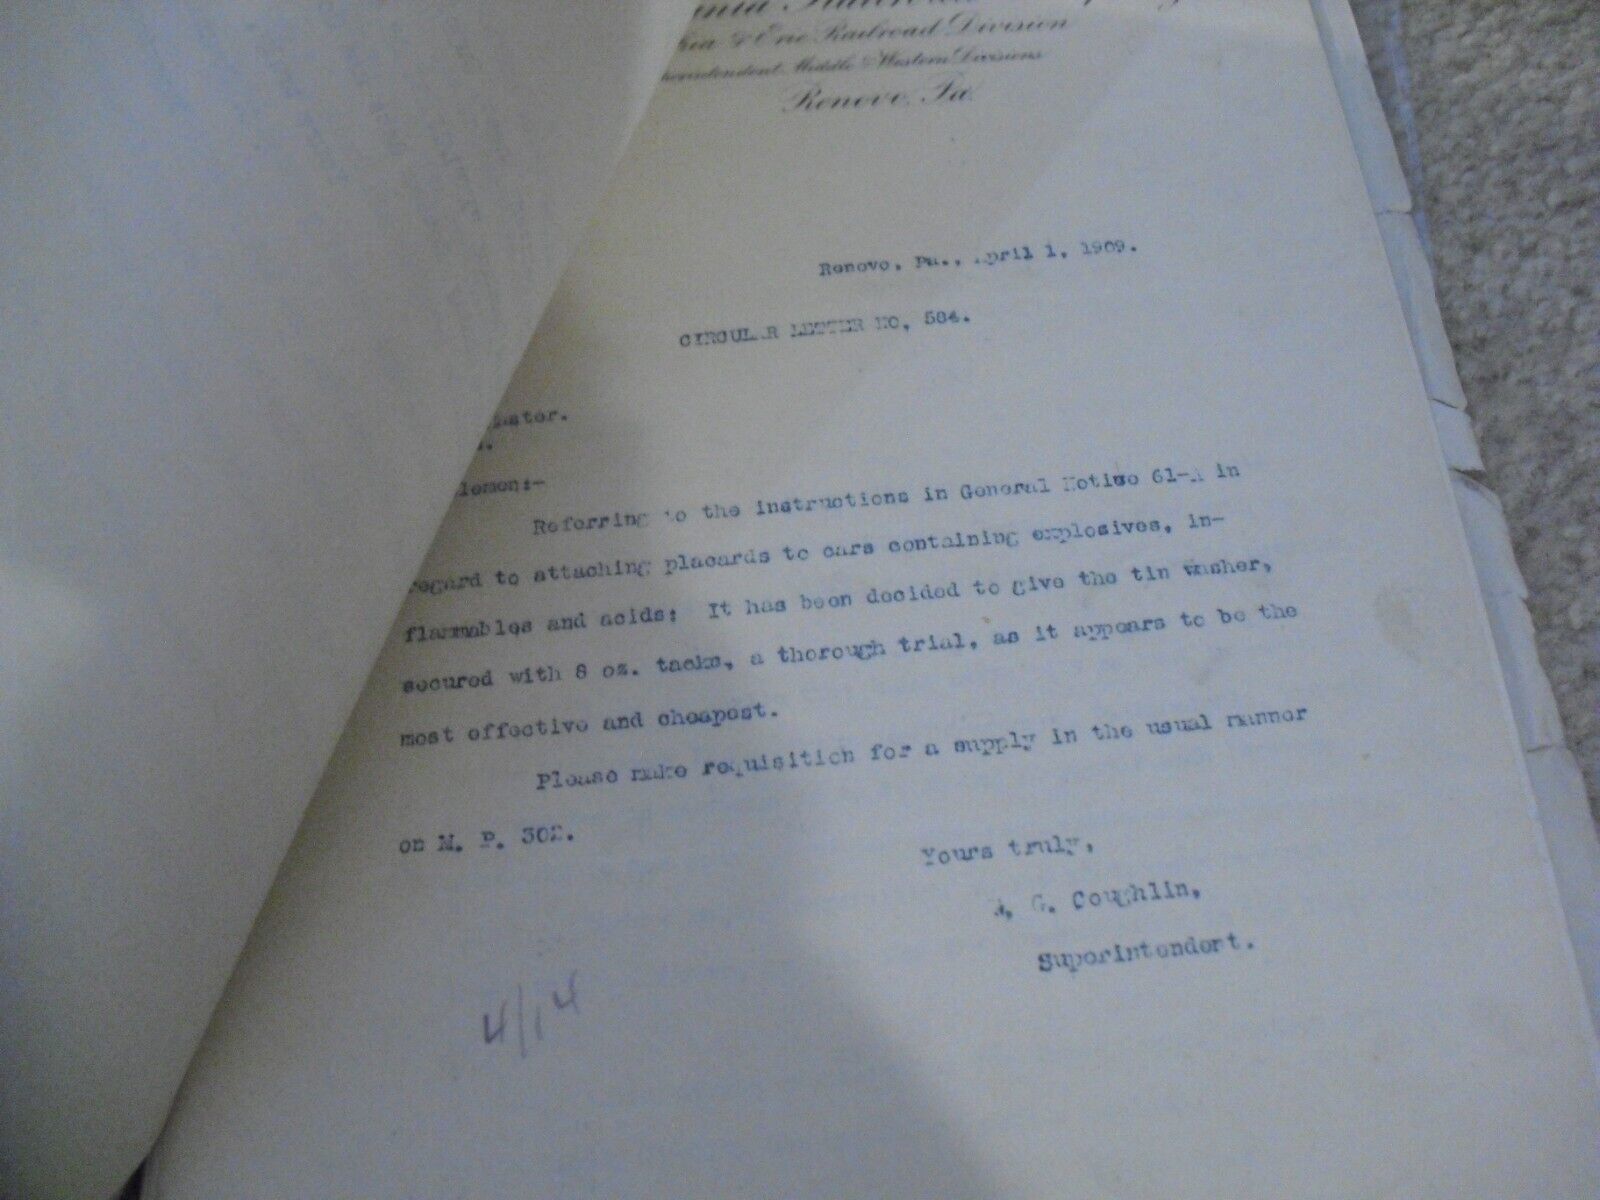 & Erie Railroad Division
Middle & Western Divisions
Renovo, Pa.
Renovo, Pa., April 1, 1909.
CIRCULAR LETTER NO, 584.
Referring to the instructions in General Notice 61-A in
regard to attaching placards to cars containing explosives, in-
flammables and acids; It has been decided to give the tin washer,
secured with 8 oz. tacks, a thorough trial, as it appears to be the
most effective and cheapest.
Please make requisition for a supply in the usual manner
on M. P. 302.
Yours truly,
G. Coughlin,
Superintendent.
4/14